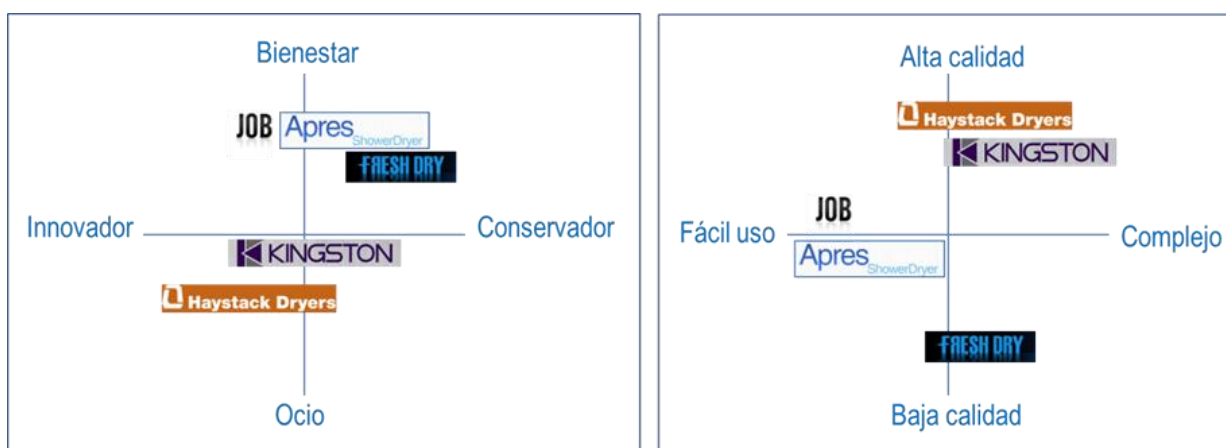 Bienestar
JOB
Apres
ShowerDryer
FRESH DRY
Innovador
Conservador
KINGSTON
Haystack Dryers
Ocio
Alta calidad
Haystack Dryers
KINGSTON
JOB
Fácil uso
Complejo
Apres
ShowerDryer
FRESH DRY
Baja calidad